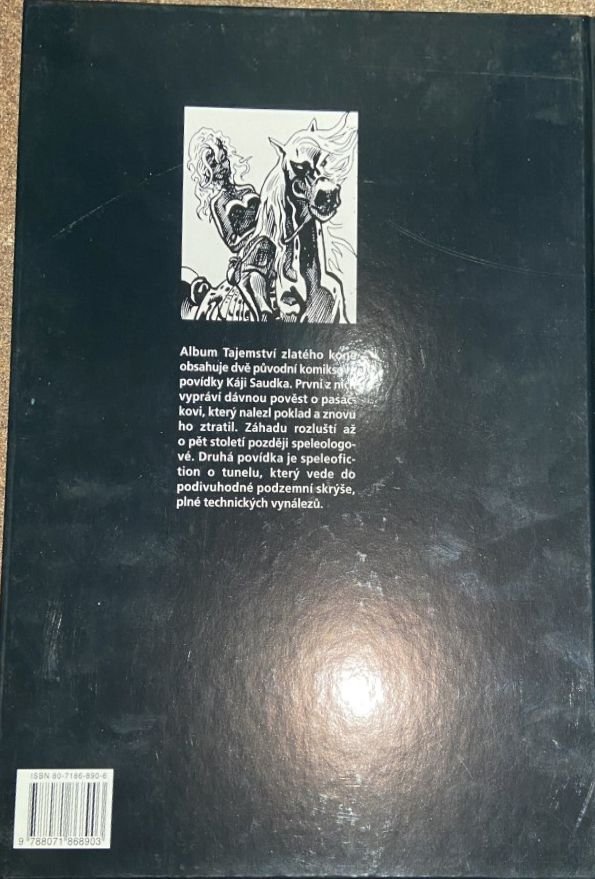 Album Tajemství zlatého koně
obsahuje dvě původní komiksové
povídky Káji Saudka. První z nich
vypráví dávnou pověst o pasáč-
kovi, který nalezl poklad a znovu
ho ztratil. Záhadu rozluští až
o pět století později speleologo-
vé. Druhá povídka je speleofic-
tion o tunelu, který vede do
podivuhodné podzemní skrýše,
plné technických vynálezů.
ISBN 80-7186-890-6
9 788071 868903